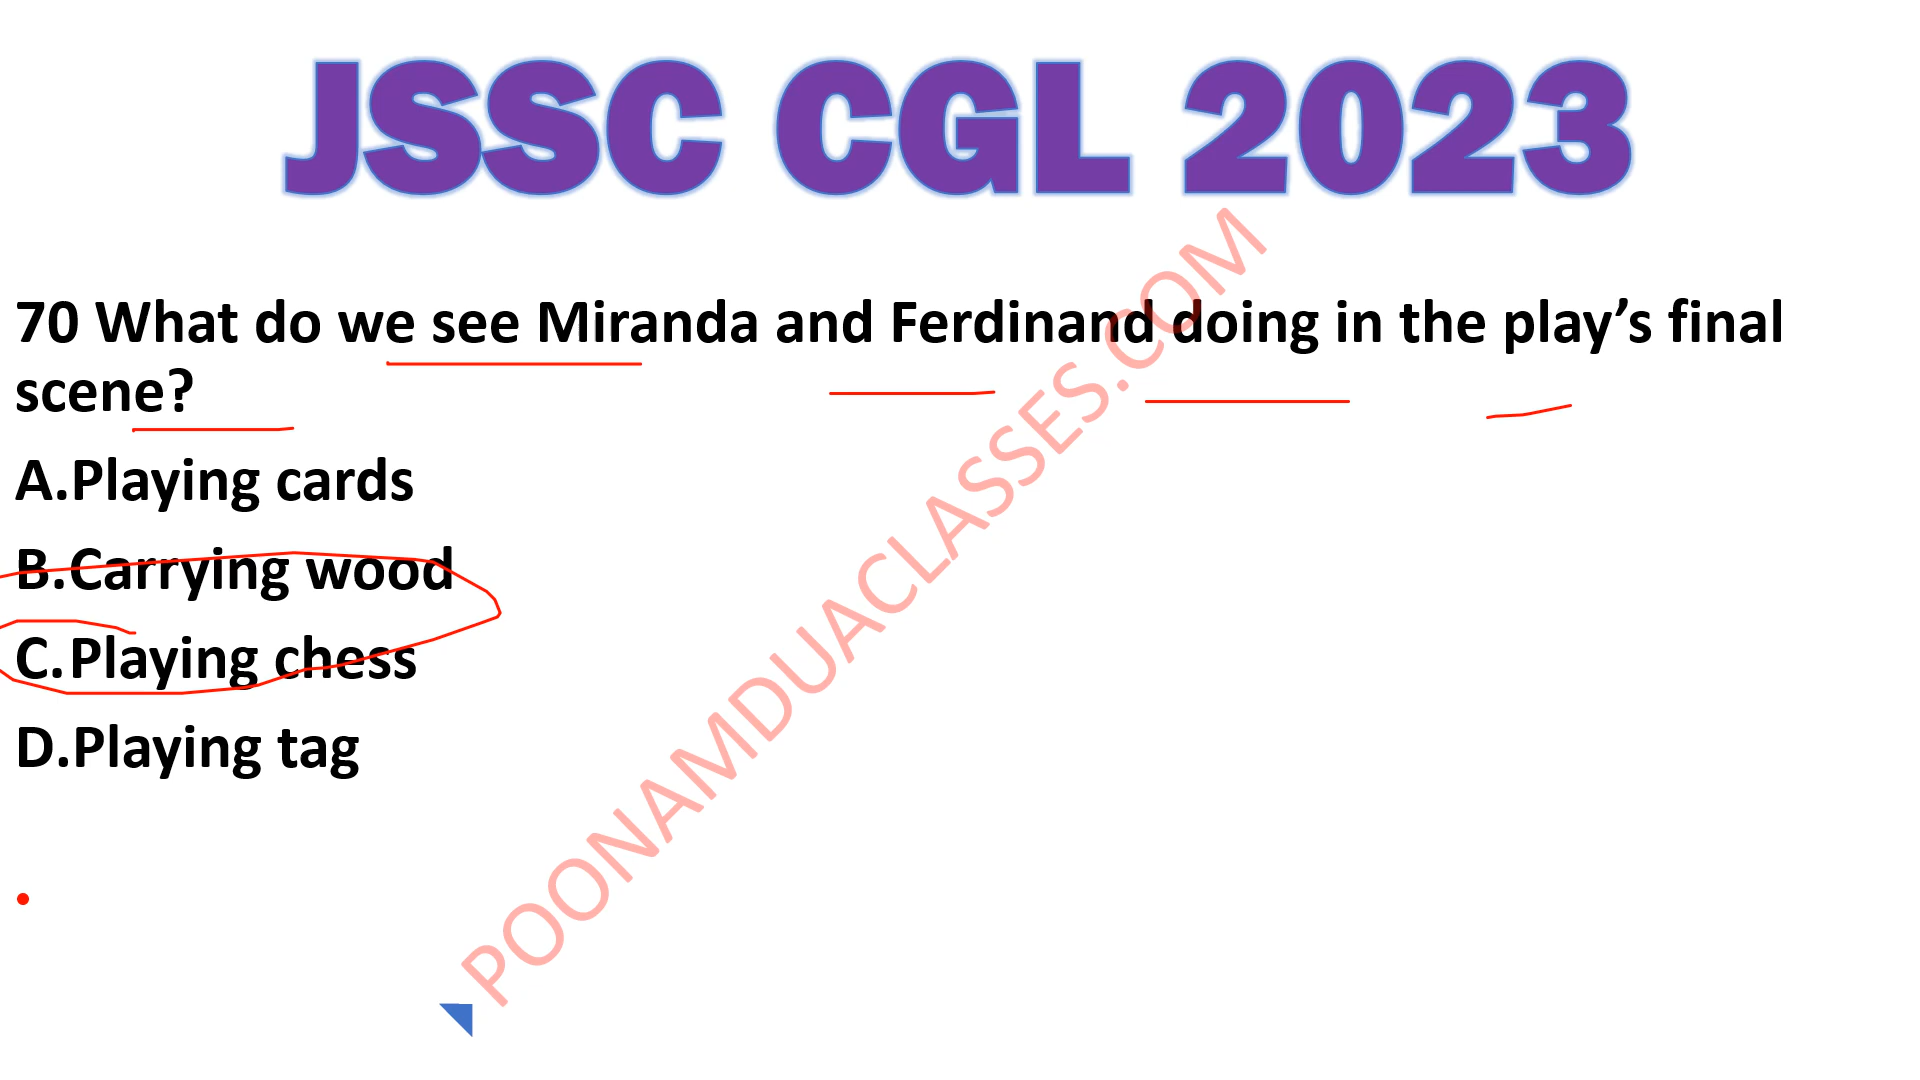 JSSC CGL 2023
70 What do we see Miranda and Ferdinand doing in the play’s final
scene?
A.Playing cards
B.Carrying wood
C.Playing chess
D.Playing tag
POONAMDUACLASSES.COM